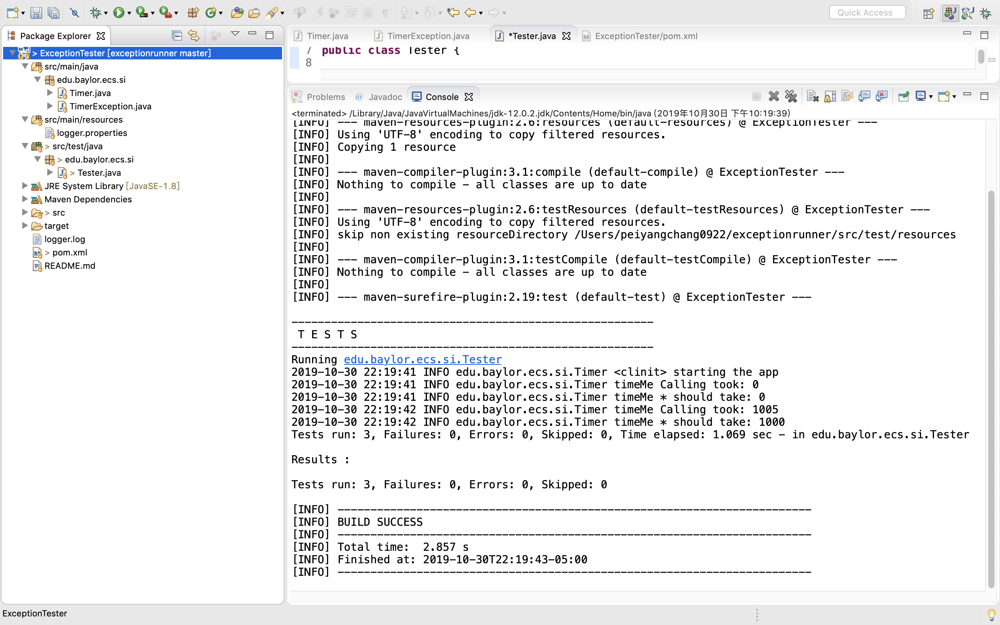 Quick Access
Package Explorer
> ExceptionTester [exceptionrunner master]
src/main/java
edu.baylor.ecs.si
Timer.java
TimerException.java
src/main/resources
logger.properties
> src/test/java
> edu.baylor.ecs.si
> Tester.java
JRE System Library [JavaSE-1.8]
Maven Dependencies
> src
target
logger.log
> pom.xml
README.md
Timer.java
TimerException.java
*Tester.java
ExceptionTester/pom.xml
7 public class Tester {
8
Problems
@ Javadoc
Console
<terminated> /Library/Java/JavaVirtualMachines/jdk-12.0.2.jdk/Contents/Home/bin/java (2019年10月30日 下午10:19:39)
[INFO] --- maven-resources-plugin:2.6:resources (default-resources) @ ExceptionTester ---
[INFO] Using 'UTF-8' encoding to copy filtered resources.
[INFO] Copying 1 resource
[INFO]
[INFO] --- maven-compiler-plugin:3.1:compile (default-compile) @ ExceptionTester ---
[INFO] Nothing to compile - all classes are up to date
[INFO]
[INFO] --- maven-resources-plugin:2.6:testResources (default-testResources) @ ExceptionTester ---
[INFO] Using 'UTF-8' encoding to copy filtered resources.
[INFO] skip non existing resourceDirectory /Users/peiyangchang0922/exceptionrunner/src/test/resources
[INFO]
[INFO] --- maven-compiler-plugin:3.1:testCompile (default-testCompile) @ ExceptionTester ---
[INFO] Nothing to compile - all classes are up to date
[INFO]
[INFO] --- maven-surefire-plugin:2.19:test (default-test) @ ExceptionTester ---
-------------------------------------------------------
T E S T S
-------------------------------------------------------
Running edu.baylor.ecs.si.Tester
2019-10-30 22:19:41 INFO edu.baylor.ecs.si.Timer <clinit> starting the app
2019-10-30 22:19:41 INFO edu.baylor.ecs.si.Timer timeMe Calling took: 0
2019-10-30 22:19:41 INFO edu.baylor.ecs.si.Timer timeMe * should take: 0
2019-10-30 22:19:42 INFO edu.baylor.ecs.si.Timer timeMe Calling took: 1005
2019-10-30 22:19:42 INFO edu.baylor.ecs.si.Timer timeMe * should take: 1000
Tests run: 3, Failures: 0, Errors: 0, Skipped: 0, Time elapsed: 1.069 sec - in edu.baylor.ecs.si.Tester
Results :
Tests run: 3, Failures: 0, Errors: 0, Skipped: 0
[INFO] ------------------------------------------------------------------------
[INFO] BUILD SUCCESS
[INFO] ------------------------------------------------------------------------
[INFO] Total time:  2.857 s
[INFO] Finished at: 2019-10-30T22:19:43-05:00
[INFO] ------------------------------------------------------------------------
ExceptionTester